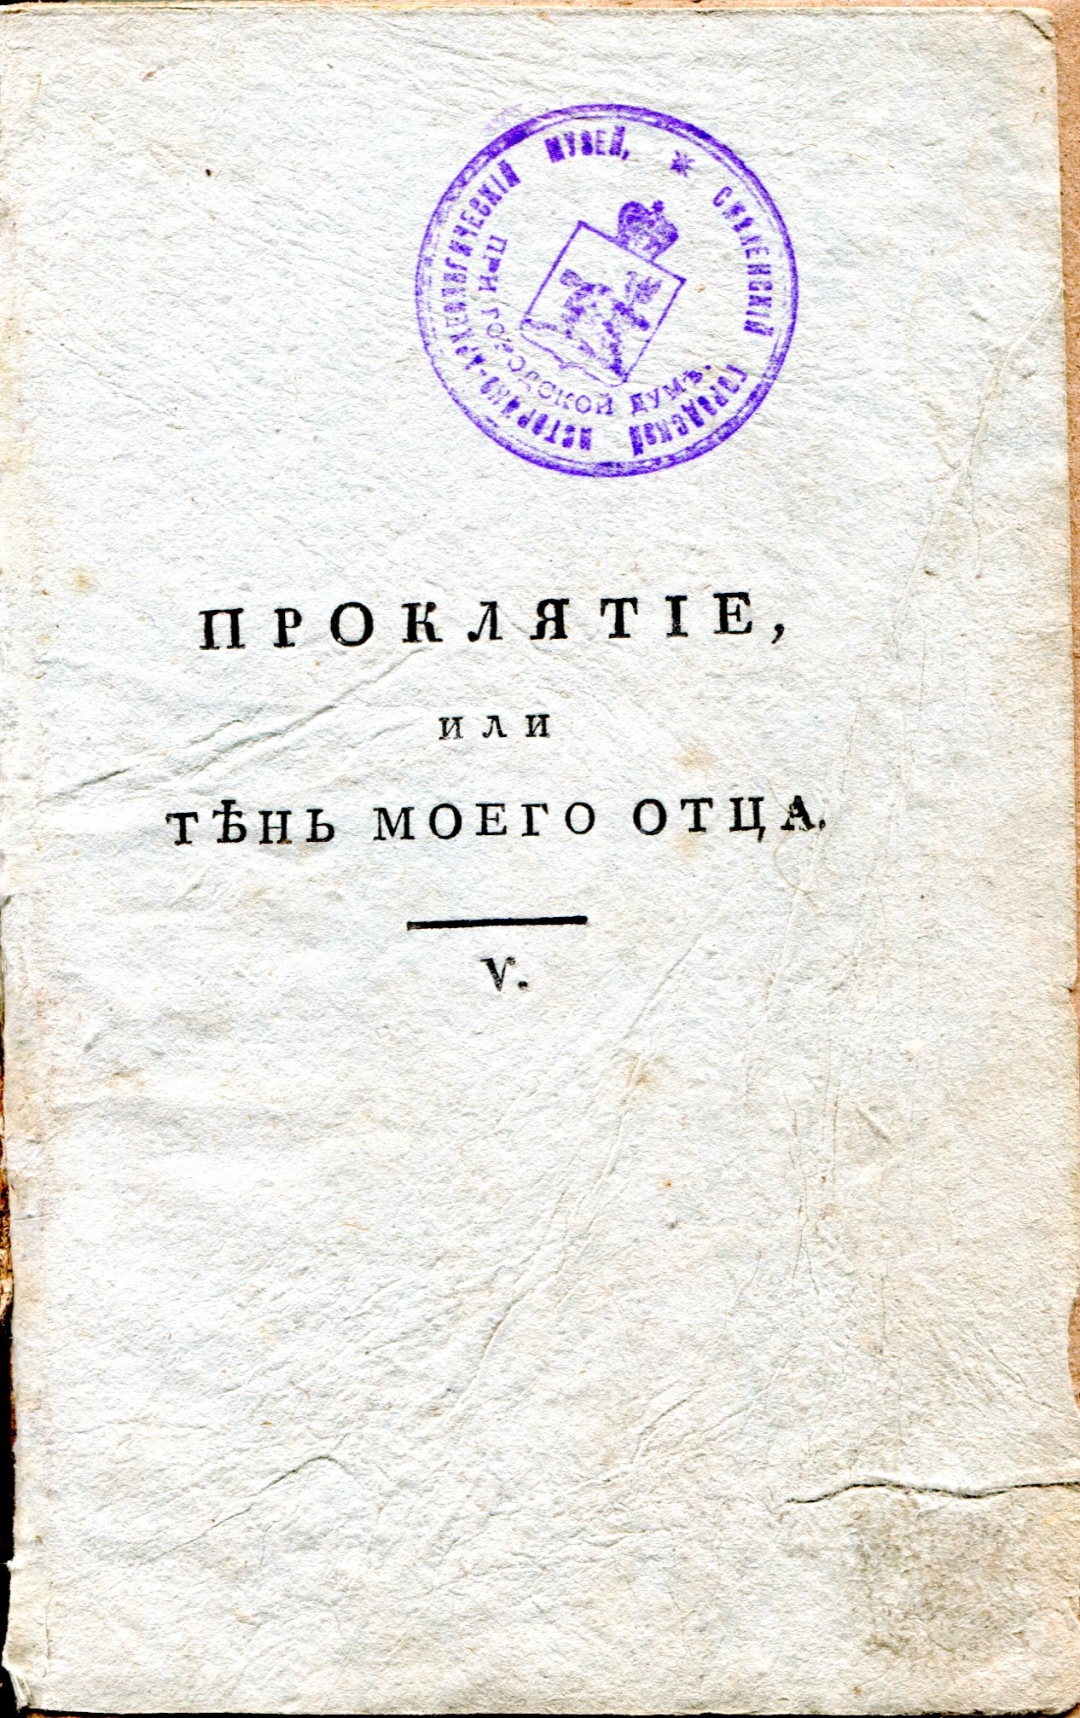 СМОЛЕНСКІЙ ГОРОДСКОЙ ИСТОРИКО-АРХЕОЛОГИЧЕСКІЙ МУЗЕЙ,
ПРИ ГОРОДСКОЙ ДУМѢ.
ПРОКЛЯТІЕ,
ИЛИ
ТѢНЬ МОЕГО ОТЦА.
V.